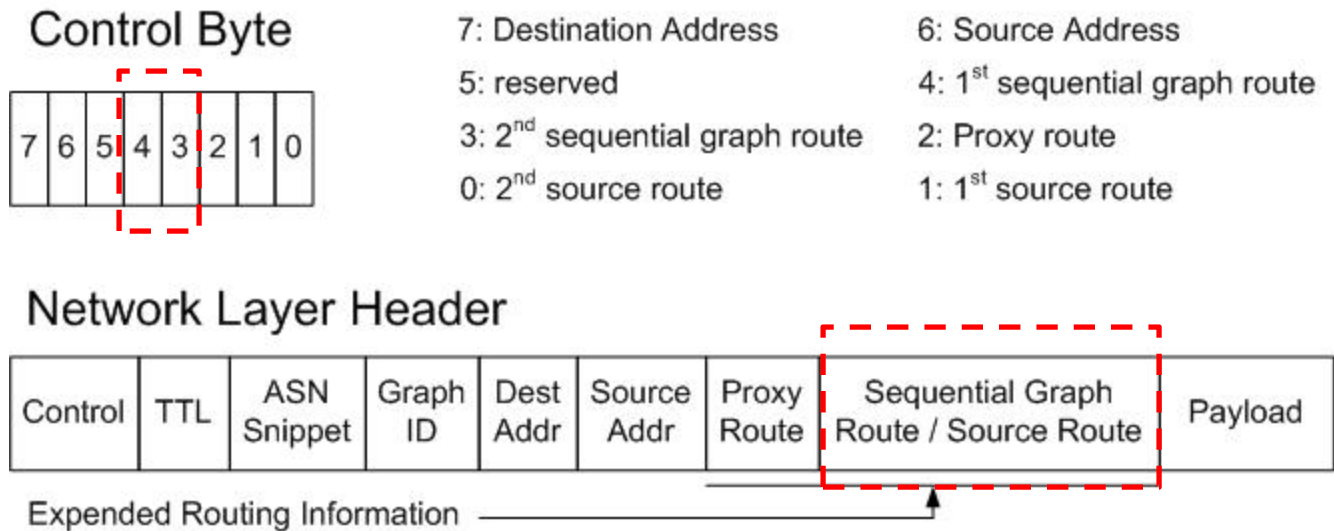 Control Byte
7 6 5 4 3 2 1 0
7: Destination Address
6: Source Address
5: reserved
4: 1st sequential graph route
3: 2nd sequential graph route
2: Proxy route
0: 2nd source route
1: 1st source route
Network Layer Header
Control
TTL
ASN
Snippet
Graph
ID
Dest
Addr
Source
Addr
Proxy
Route
Sequential Graph
Route / Source Route
Payload
Expended Routing Information